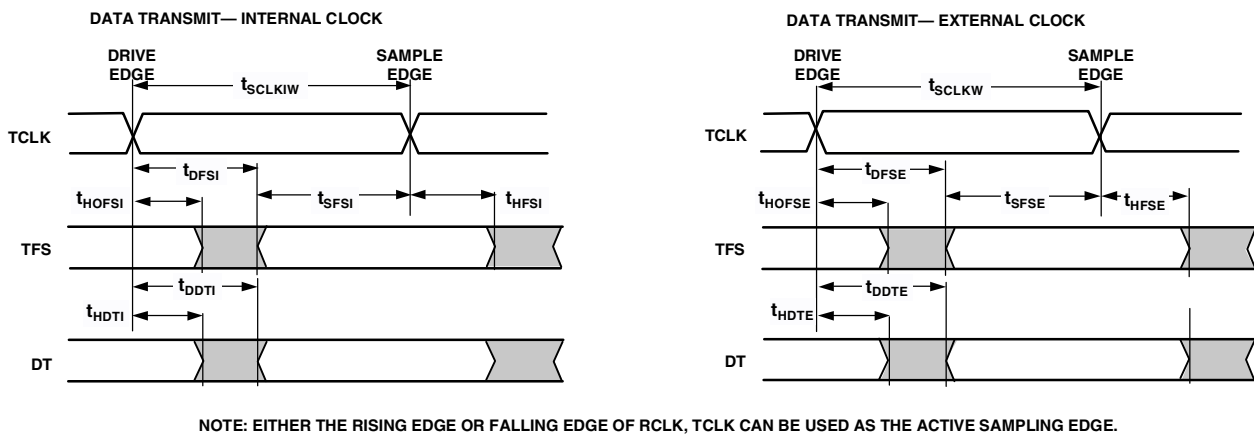 DATA TRANSMIT— INTERNAL CLOCK
DRIVE EDGE
SAMPLE EDGE
tSCLKIW
TCLK
tDFSI
tHOFSI
tSFSI
tHFSI
TFS
tDDTI
tHDTI
DT
DATA TRANSMIT— EXTERNAL CLOCK
DRIVE EDGE
SAMPLE EDGE
tSCLKW
TCLK
tDFSE
tHOFSE
tSFSE
tHFSE
TFS
tDDTE
tHDTE
DT
NOTE: EITHER THE RISING EDGE OR FALLING EDGE OF RCLK, TCLK CAN BE USED AS THE ACTIVE SAMPLING EDGE.